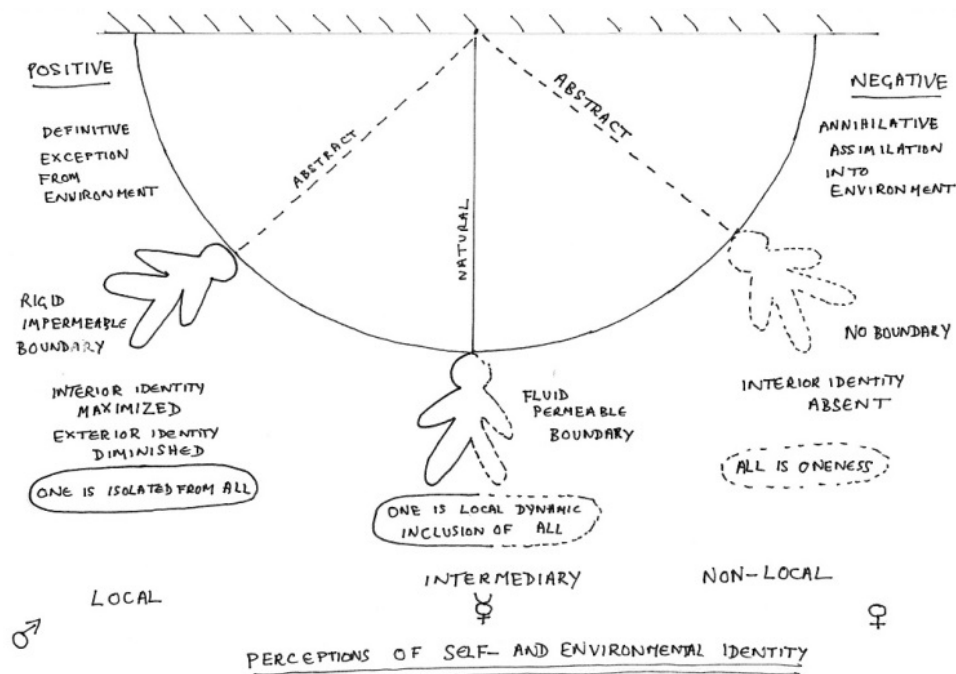 POSITIVE
DEFINITIVE
EXCEPTION
FROM
ENVIRONMENT
ABSTRACT
NATURAL
ABSTRACT
NEGATIVE
ANNIHILATIVE
ASSIMILATION
INTO
ENVIRONMENT
RIGID
IMPERMEABLE
BOUNDARY
INTERIOR IDENTITY
MAXIMIZED
EXTERIOR IDENTITY
DIMINISHED
ONE IS ISOLATED FROM ALL
FLUID
PERMEABLE
BOUNDARY
ONE IS LOCAL DYNAMIC
INCLUSION OF ALL
NO BOUNDARY
INTERIOR IDENTITY
ABSENT
ALL IS ONENESS
LOCAL
INTERMEDIARY
NON-LOCAL
♂
☿
♀
PERCEPTIONS OF SELF- AND ENVIRONMENTAL IDENTITY